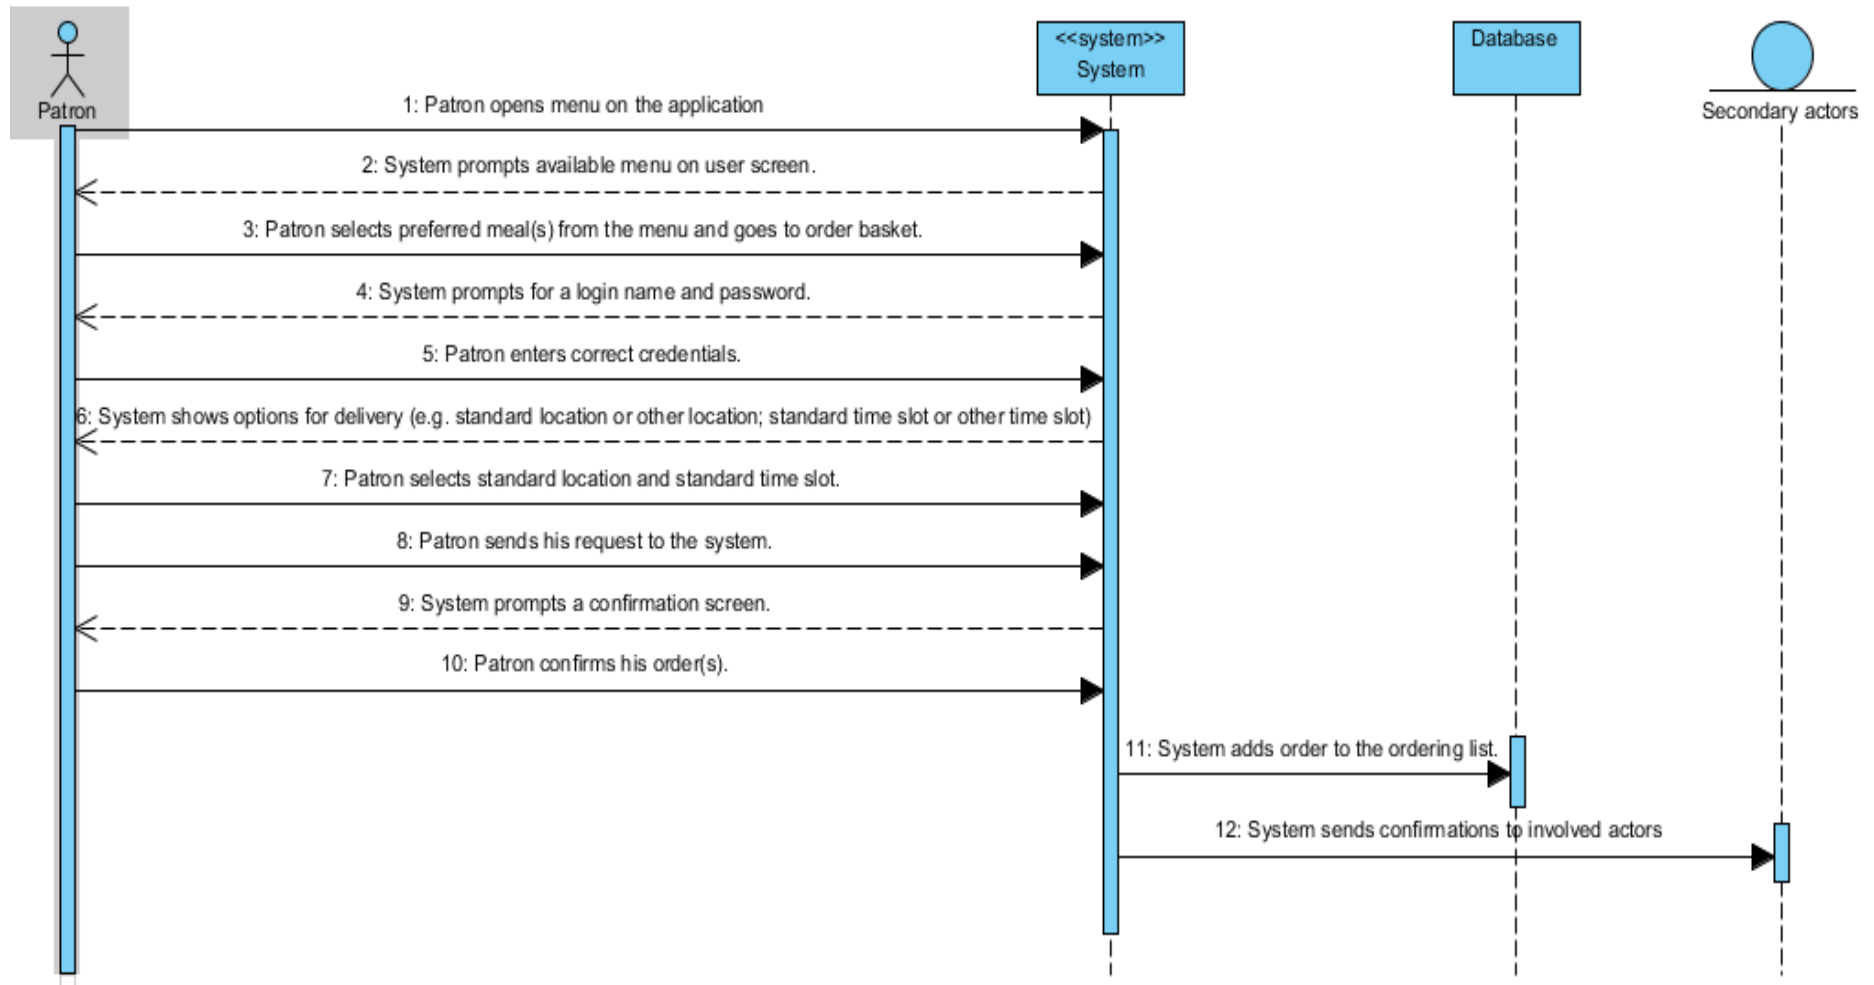 Patron
<<system>>
System
Database
Secondary actors
1: Patron opens menu on the application
2: System prompts available menu on user screen.
3: Patron selects preferred meal(s) from the menu and goes to order basket.
4: System prompts for a login name and password.
5: Patron enters correct credentials.
6: System shows options for delivery (e.g. standard location or other location; standard time slot or other time slot)
7: Patron selects standard location and standard time slot.
8: Patron sends his request to the system.
9: System prompts a confirmation screen.
10: Patron confirms his order(s).
11: System adds order to the ordering list.
12: System sends confirmations to involved actors